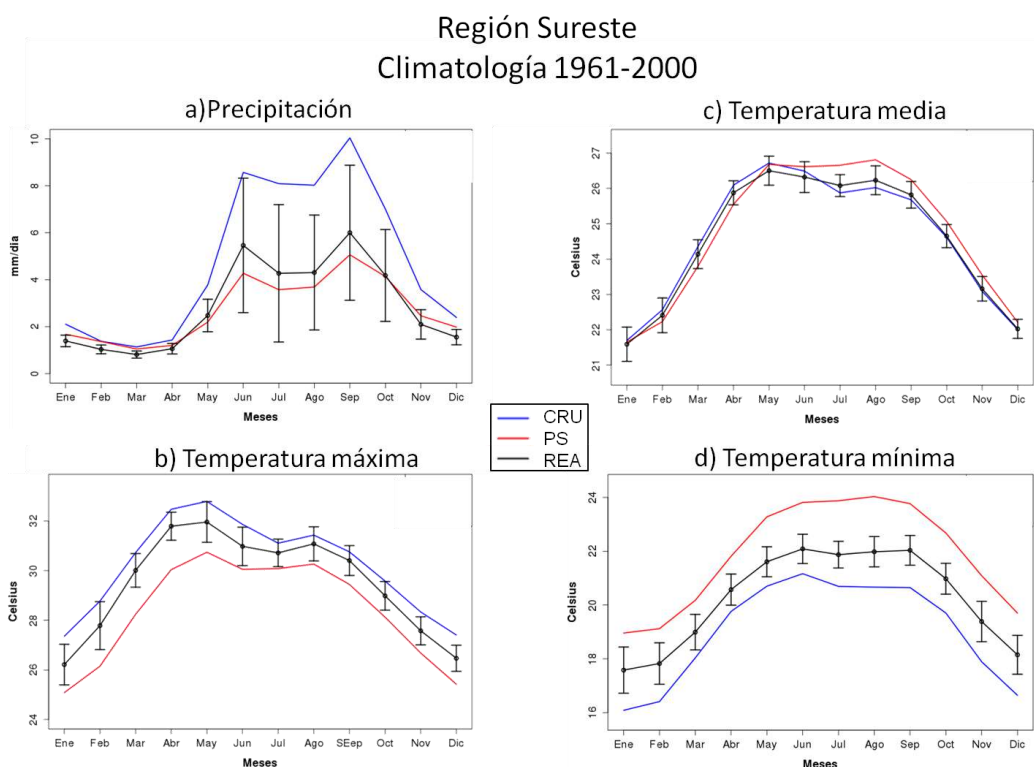 Región Sureste
Climatología 1961-2000
a)Precipitación
mm/dia
0
2
4
6
8
10
Ene Feb Mar Abr May Jun Jul Ago Sep Oct Nov Dic
Meses
c) Temperatura media
Celsius
21
22
23
24
25
26
27
Ene Feb Mar Abr May Jun Jul Ago Sep Oct Nov Dic
Meses
CRU
PS
REA
b) Temperatura máxima
Celsius
24
26
28
30
32
Ene Feb Mar Abr May Jun Jul Ago SEep Oct Nov Dic
Meses
d) Temperatura mínima
Celsius
16
18
20
22
24
Ene Feb Mar Abr May Jun Jul Ago Sep Oct Nov Dic
Meses